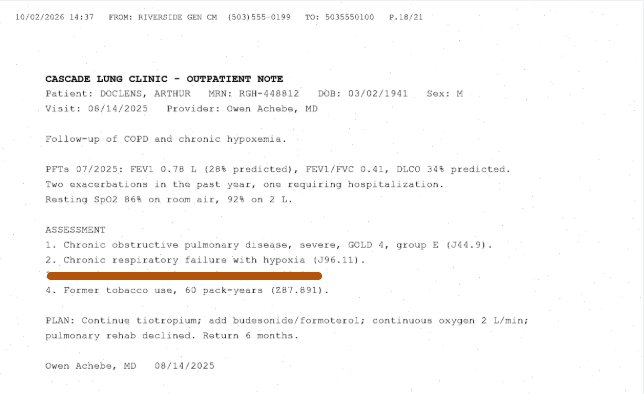 10/02/2026 14:37 FROM: RIVERSIDE GEN CM (503)555-0199 TO: 5035550100 P.18/21
CASCADE LUNG CLINIC - OUTPATIENT NOTE
Patient: DOCLENS, ARTHUR MRN: RGH-448812 DOB: 03/02/1941 Sex: M
Visit: 08/14/2025 Provider: Owen Achebe, MD
Follow-up of COPD and chronic hypoxemia.
PFTs 07/2025: FEV1 0.78 L (28% predicted), FEV1/FVC 0.41, DLCO 34% predicted.
Two exacerbations in the past year, one requiring hospitalization.
Resting SpO2 86% on room air, 92% on 2 L.
ASSESSMENT
1. Chronic obstructive pulmonary disease, severe, GOLD 4, group E (J44.9).
2. Chronic respiratory failure with hypoxia (J96.11).
4. Former tobacco use, 60 pack-years (Z87.891).
PLAN: Continue tiotropium; add budesonide/formoterol; continuous oxygen 2 L/min;
pulmonary rehab declined. Return 6 months.
Owen Achebe, MD 08/14/2025